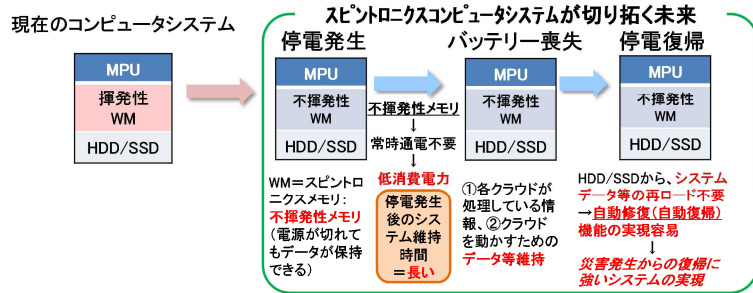 スピントロニクスコンピュータシステムが切り拓く未来
現在のコンピュータシステム
MPU
揮発性
WM
HDD/SSD
停電発生
MPU
不揮発性
WM
HDD/SSD
WM=スピントロ
ニクスメモリ:
不揮発性メモリ
(電源が切れて
もデータが保持
できる)
不揮発性メモリ
↓
常時通電不要
↓
低消費電力
停電発生
後のシス
テム維持
時間
=長い
バッテリー喪失
MPU
不揮発性
WM
HDD/SSD
①各クラウドが
処理している情
報、②クラウド
を動かすための
データ等維持
停電復帰
MPU
不揮発性
WM
HDD/SSD
HDD/SSDから、システム
データ等の再ロード不要
→自動修復(自動復帰)
機能の実現容易
↓
災害発生からの復帰に
強いシステムの実現